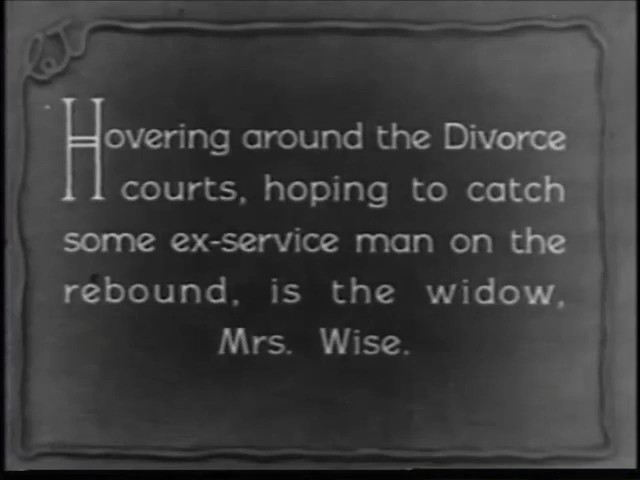 Hovering around the Divorce
courts, hoping to catch
some ex-service man on the
rebound, is the widow,
Mrs. Wise.